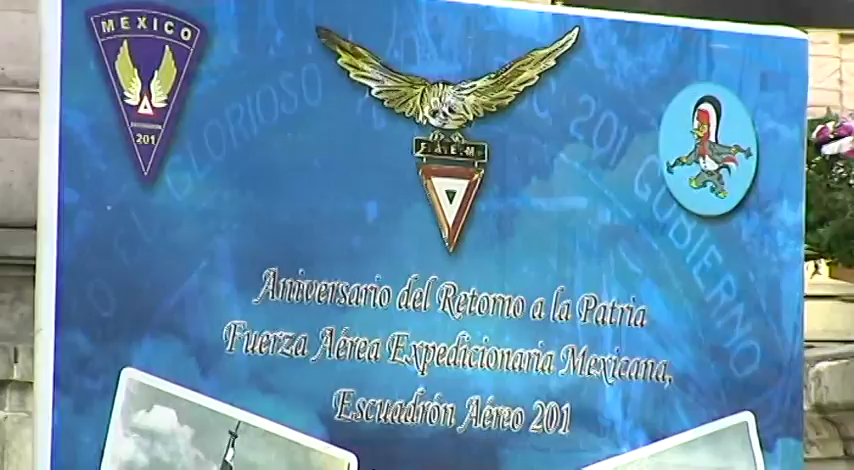 MEXICO
201
F.A.E.M.
GLORIOSO
201
GOBIERNO
Aniversario del Retorno a la Patria
Fuerza Aérea Expedicionaria Mexicana,
Escuadrón Aéreo 201